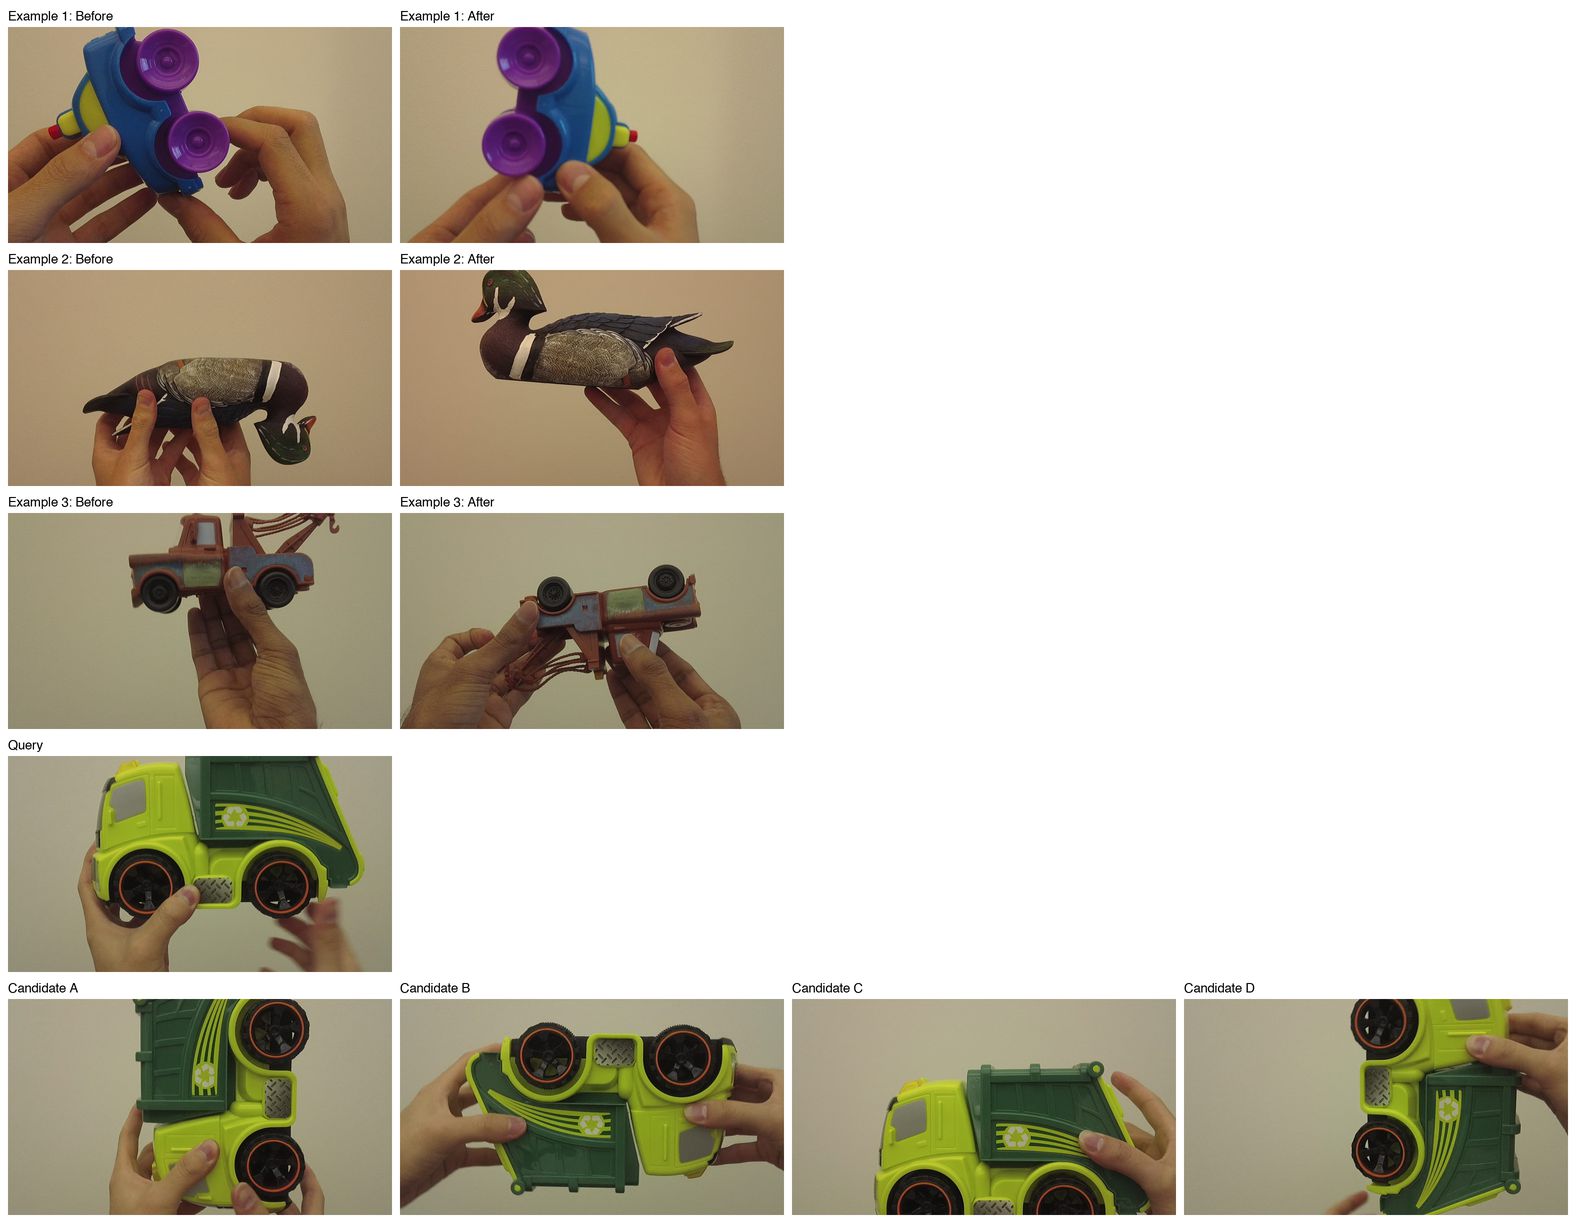 Example 1: Before
Example 1: After
Example 2: Before
Example 2: After
Example 3: Before
Example 3: After
Query
Candidate A
Candidate B
Candidate C
Candidate D